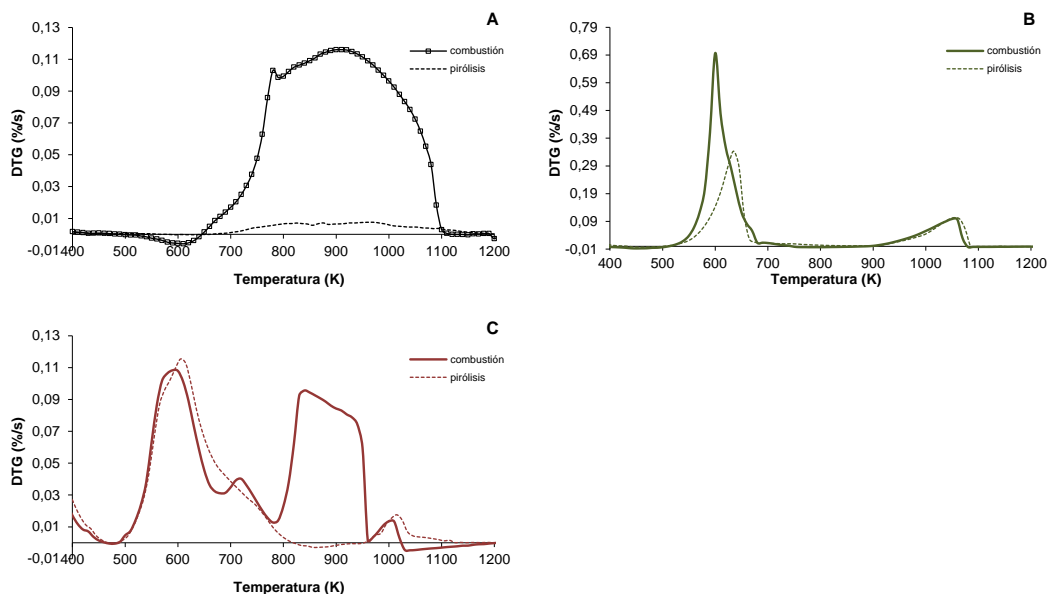 A
0,13
0,11
0,09
0,07
0,05
0,03
0,01
-0,01
DTG (%/s)
400 500 600 700 800 900 1000 1100 1200
Temperatura (K)
combustión
pirólisis
B
0,79
0,69
0,59
0,49
0,39
0,29
0,19
0,09
-0,01
DTG (%/s)
400 500 600 700 800 900 1000 1100 1200
Temperatura (K)
combustión
pirólisis
C
0,13
0,11
0,09
0,07
0,05
0,03
0,01
-0,01
DTG (%/s)
400 500 600 700 800 900 1000 1100 1200
Temperatura (K)
combustión
pirólisis